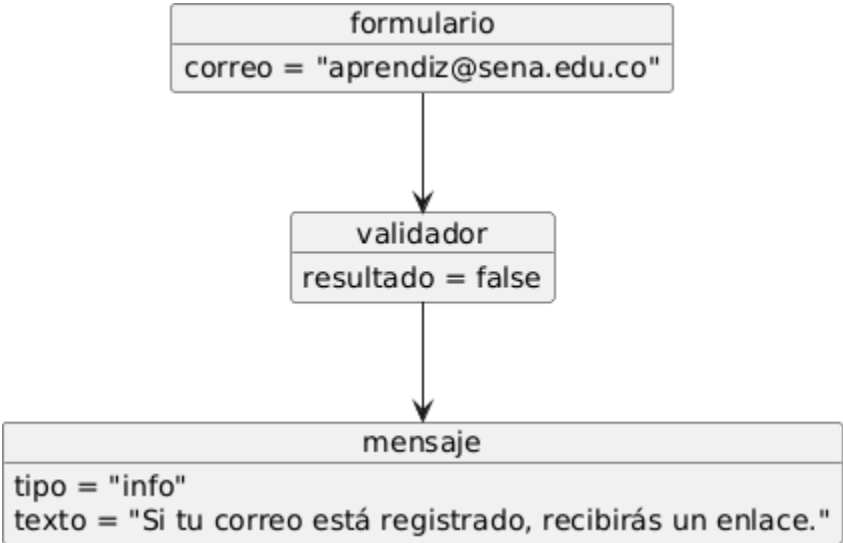 formulario
correo = "aprendiz@sena.edu.co"
validador
resultado = false
mensaje
tipo = "info"
texto = "Si tu correo está registrado, recibirás un enlace."